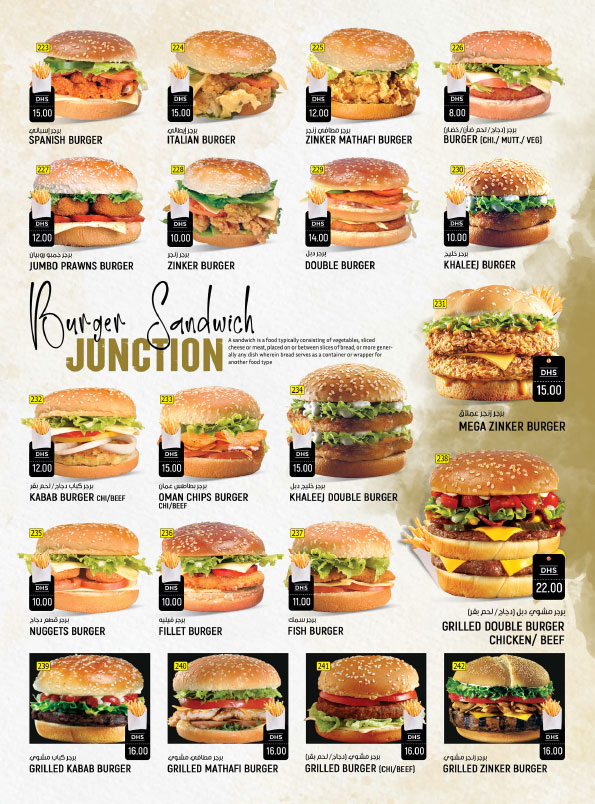 223
DHS
15.00
برجر إسباني
SPANISH BURGER
224
DHS
15.00
برجر إيطالي
ITALIAN BURGER
225
DHS
12.00
برجر مطافي زنجر
ZINKER MATHAFI BURGER
226
DHS
8.00
برجر (دجاج / لحم ضأن/ خضار)
BURGER (CHI./ MUTT./ VEG)
227
DHS
12.00
برجر جمبو روبيان
JUMBO PRAWNS BURGER
228
DHS
10.00
برجر زنجر
ZINKER BURGER
229
DHS
14.00
برجر دبل
DOUBLE BURGER
230
DHS
10.00
برجر خليج
KHALEEJ BURGER
Burger Sandwich
JUNCTION
A sandwich is a food typically consisting of vegetables, sliced
cheese or meat, placed on or between slices of bread, or more gener-
ally any dish wherein bread serves as a container or wrapper for
another food type
231
DHS
15.00
برجر زنجر عملاق
MEGA ZINKER BURGER
232
DHS
12.00
برجر كباب دجاج / لحم بقر
KABAB BURGER CHI/BEEF
233
DHS
15.00
برجر بطاطس عمان
OMAN CHIPS BURGER
CHI/BEEF
234
DHS
15.00
برجر خليج دبل
KHALEEJ DOUBLE BURGER
238
DHS
22.00
برجر مشوي دبل (دجاج / لحم بقر)
GRILLED DOUBLE BURGER
CHICKEN/ BEEF
235
DHS
10.00
برجر قطع دجاج
NUGGETS BURGER
236
DHS
10.00
برجر فيليه
FILLET BURGER
237
DHS
11.00
برجر سمك
FISH BURGER
239
DHS
16.00
برجر كباب مشوي
GRILLED KABAB BURGER
240
DHS
16.00
برجر مطافي مشوي
GRILLED MATHAFI BURGER
241
DHS
16.00
برجر مشوي (دجاج / لحم بقر)
GRILLED BURGER (CHI/BEEF)
242
DHS
16.00
برجر زنجر مشوي
GRILLED ZINKER BURGER